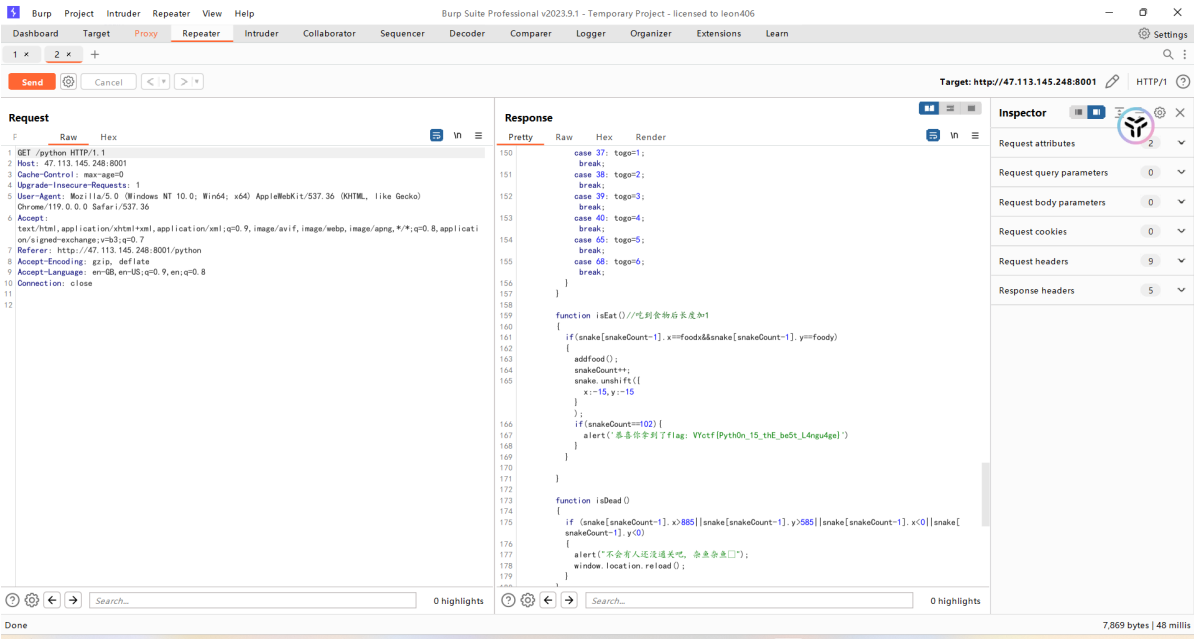 Burp Project Intruder Repeater View Help Burp Suite Professional v2023.9.1 - Temporary Project - licensed to leon406
Dashboard Target Proxy Repeater Intruder Collaborator Sequencer Decoder Comparer Logger Organizer Extensions Learn Settings
1 × 2 × +
Send Cancel < > Target: http://47.113.145.248:8001 HTTP/1
Request
Raw Hex \n
1 GET /python HTTP/1.1
2 Host: 47.113.145.248:8001
3 Cache-Control: max-age=0
4 Upgrade-Insecure-Requests: 1
5 User-Agent: Mozilla/5.0 (Windows NT 10.0; Win64; x64) AppleWebKit/537.36 (KHTML, like Gecko)
Chrome/119.0.0.0 Safari/537.36
6 Accept:
text/html,application/xhtml+xml,application/xml;q=0.9,image/avif,image/webp,image/apng,*/*;q=0.8,applicati
on/signed-exchange;v=b3;q=0.7
7 Referer: http://47.113.145.248:8001/python
8 Accept-Encoding: gzip, deflate
9 Accept-Language: en-GB,en-US;q=0.9,en;q=0.8
10 Connection: close
11
12
Search... 0 highlights
Response
Pretty Raw Hex Render \n
150 case 37: togo=1;
break;
151 case 38: togo=2;
break;
152 case 39: togo=3;
break;
153 case 40: togo=4;
break;
154 case 65: togo=5;
break;
155 case 68: togo=6;
break;
156 }
157 }
158
159 function isEat()//吃到食物后长度加1
160 {
161 if(snake[snakeCount-1].x==foodx&&snake[snakeCount-1].y==foody)
162 {
163 addfood();
164 snakeCount++;
165 snake.unshift({
x:-15,y:-15
}
);
166 if(snakeCount==102){
167 alert('恭喜你拿到了flag: VYctf{Pyth0n_15_thE_be5t_L4ngu4ge}')
168 }
169 }
170
171 }
172
173 function isDead()
174 {
175 if (snake[snakeCount-1].x>885||snake[snakeCount-1].y>585||snake[snakeCount-1].x<0||snake[
snakeCount-1].y<0)
176 {
177 alert("不会有人还没通关吧, 杂鱼杂鱼□");
178 window.location.reload();
179 }
Search... 0 highlights
Inspector
Request attributes 2
Request query parameters 0
Request body parameters 0
Request cookies 0
Request headers 9
Response headers 5
Done 7,869 bytes | 48 millis